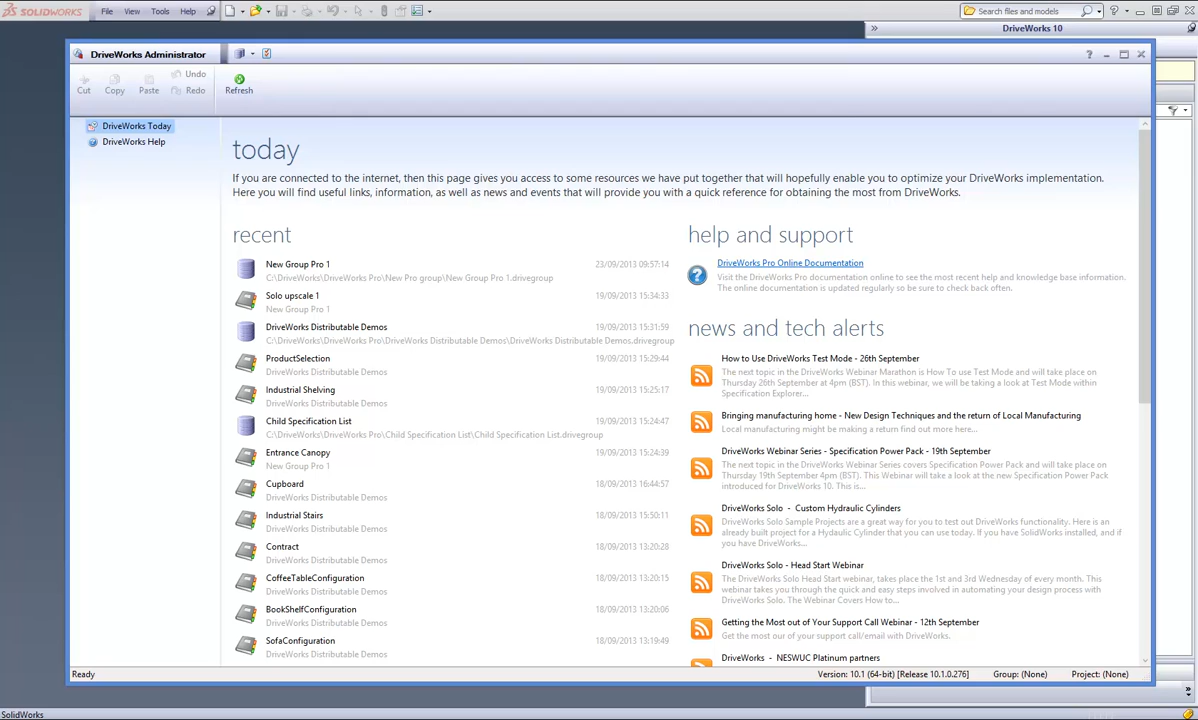 SOLIDWORKS File View Tools Help
Search files and models
DriveWorks 10
DriveWorks Administrator
Cut Copy Paste Undo Redo Refresh
DriveWorks Today
DriveWorks Help
today
If you are connected to the internet, then this page gives you access to some resources we have put together that will hopefully enable you to optimize your DriveWorks implementation.
Here you will find useful links, information, as well as news and events that will provide you with a quick reference for obtaining the most from DriveWorks.
recent
New Group Pro 1 23/09/2013 09:57:14
C:\DriveWorks\DriveWorks Pro\New Pro group\New Group Pro 1.drivegroup
Solo upscale 1 19/09/2013 15:34:33
New Group Pro 1
DriveWorks Distributable Demos 19/09/2013 15:31:59
C:\DriveWorks\DriveWorks Pro\DriveWorks Distributable Demos\DriveWorks Distributable Demos.drivegroup
ProductSelection 19/09/2013 15:29:44
DriveWorks Distributable Demos
Industrial Shelving 19/09/2013 15:25:17
DriveWorks Distributable Demos
Child Specification List 19/09/2013 15:24:47
C:\DriveWorks\DriveWorks Pro\Child Specification List\Child Specification List.drivegroup
Entrance Canopy 19/09/2013 15:24:39
New Group Pro 1
Cupboard 18/09/2013 16:44:57
DriveWorks Distributable Demos
Industrial Stairs 18/09/2013 15:50:11
DriveWorks Distributable Demos
Contract 18/09/2013 13:20:28
DriveWorks Distributable Demos
CoffeeTableConfiguration 18/09/2013 13:20:15
DriveWorks Distributable Demos
BookShelfConfiguration 18/09/2013 13:20:06
DriveWorks Distributable Demos
SofaConfiguration 18/09/2013 13:19:49
DriveWorks Distributable Demos
help and support
DriveWorks Pro Online Documentation
Visit the DriveWorks Pro documentation online to see the most recent help and knowledge base information.
The online documentation is updated regularly so be sure to check back often.
news and tech alerts
How to Use DriveWorks Test Mode - 26th September
The next topic in the DriveWorks Webinar Marathon is How To use Test Mode and will take place on
Thursday 26th September at 4pm (BST). In this webinar, we will be taking a look at Test Mode within
Specification Explorer...
Bringing manufacturing home - New Design Techniques and the return of Local Manufacturing
Local manufacturing might be making a return find out more here...
DriveWorks Webinar Series - Specification Power Pack - 19th September
The next topic in the DriveWorks Webinar Series covers Specification Power Pack and will take place on
Thursday 19th September 4pm (BST). This Webinar will take a look at the new Specification Power Pack
introduced for DriveWorks 10. This is...
DriveWorks Solo - Custom Hydraulic Cylinders
DriveWorks Solo Sample Projects are a great way for you to test out DriveWorks functionality. Here is an
already built project for a Hydaulic Cylinder that you can use today. If you have SolidWorks installed, and if
you have DriveWorks...
DriveWorks Solo - Head Start Webinar
The DriveWorks Solo Head Start webinar, takes place the 1st and 3rd Wednesday of every month. This
webinar takes you through the quick and easy steps involved in automating your design process with
DriveWorks Solo. The Webinar Covers How to...
Getting the Most out of Your Support Call Webinar - 12th September
Get the most our of your support call/email with DriveWorks.
DriveWorks - NESWUC Platinum partners
Ready Version: 10.1 (64-bit) [Release 10.1.0.276] Group: (None) Project: (None)
SolidWorks